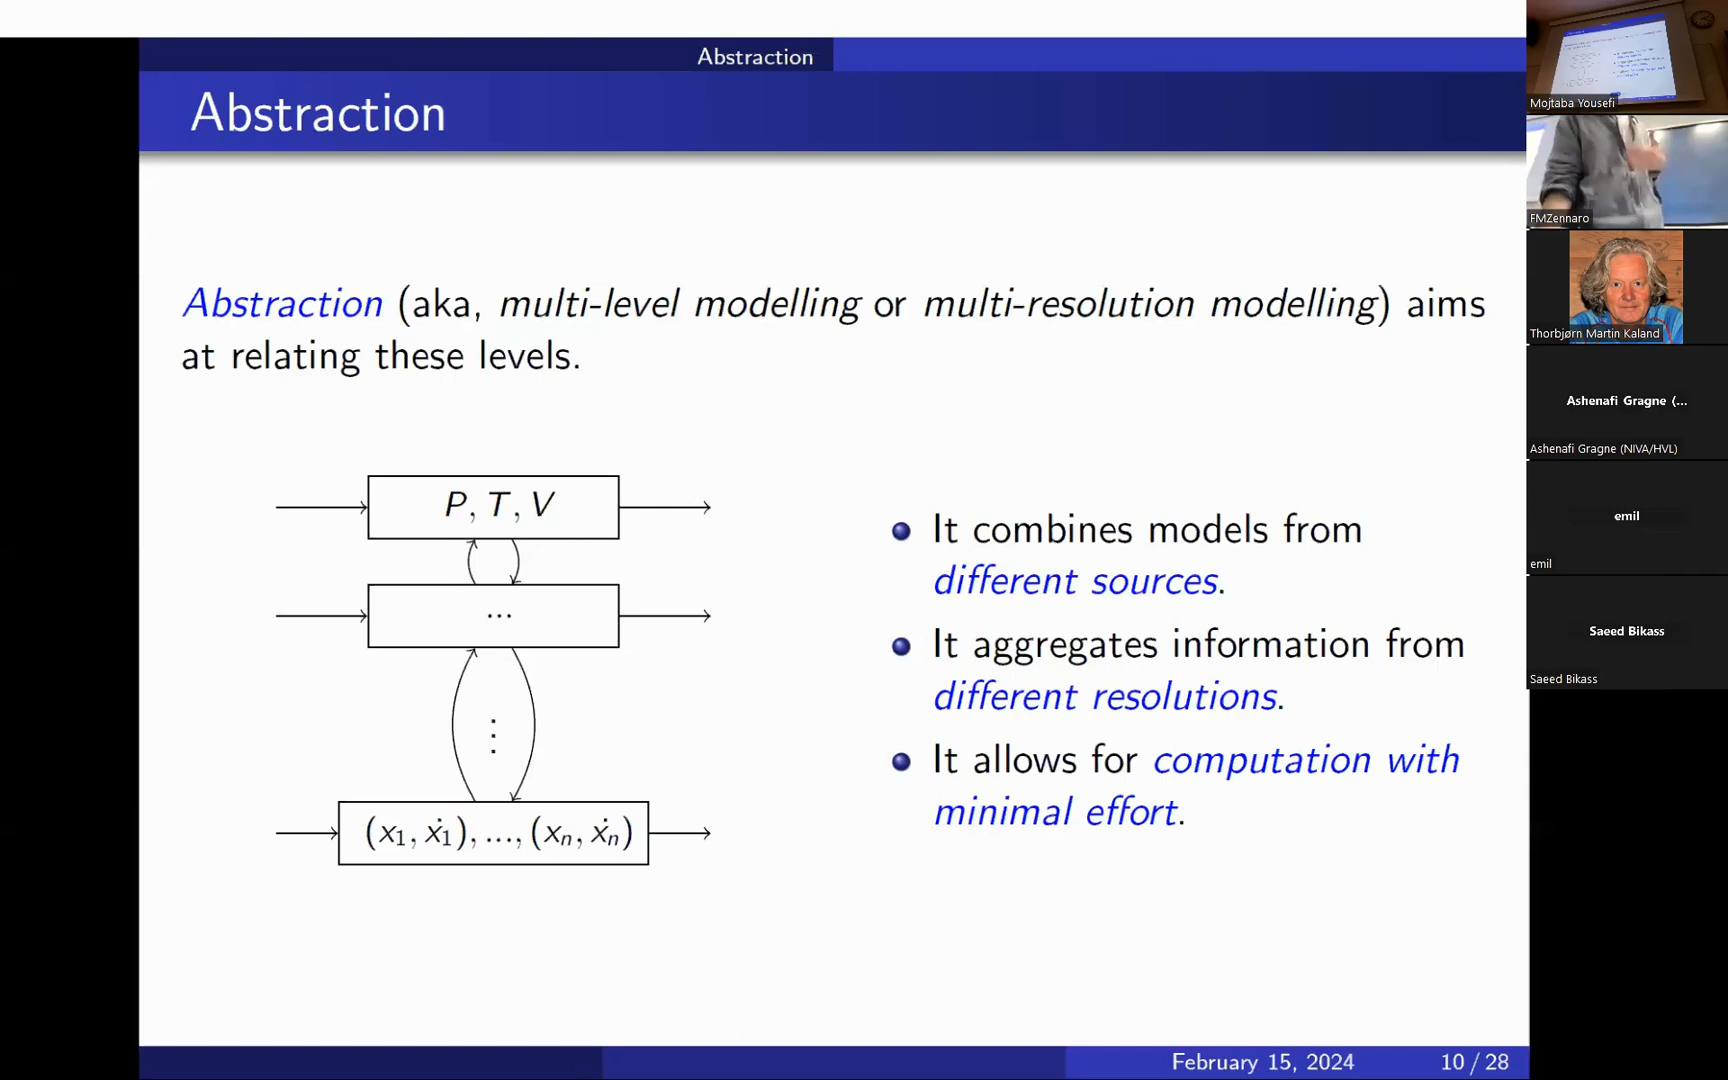 Abstraction
Abstraction
Abstraction (aka, multi-level modelling or multi-resolution modelling) aims
at relating these levels.
P, T, V
...
⋮
(x₁, ẋ₁), ..., (xₙ, ẋₙ)
It combines models from
different sources.
It aggregates information from
different resolutions.
It allows for computation with
minimal effort.
February 15, 2024
10 / 28
Mojtaba Yousefi
FMZennaro
Thorbjørn Martin Kaland
Ashenafi Gragne (...
Ashenafi Gragne (NIVA/HVL)
emil
emil
Saeed Bikass
Saeed Bikass